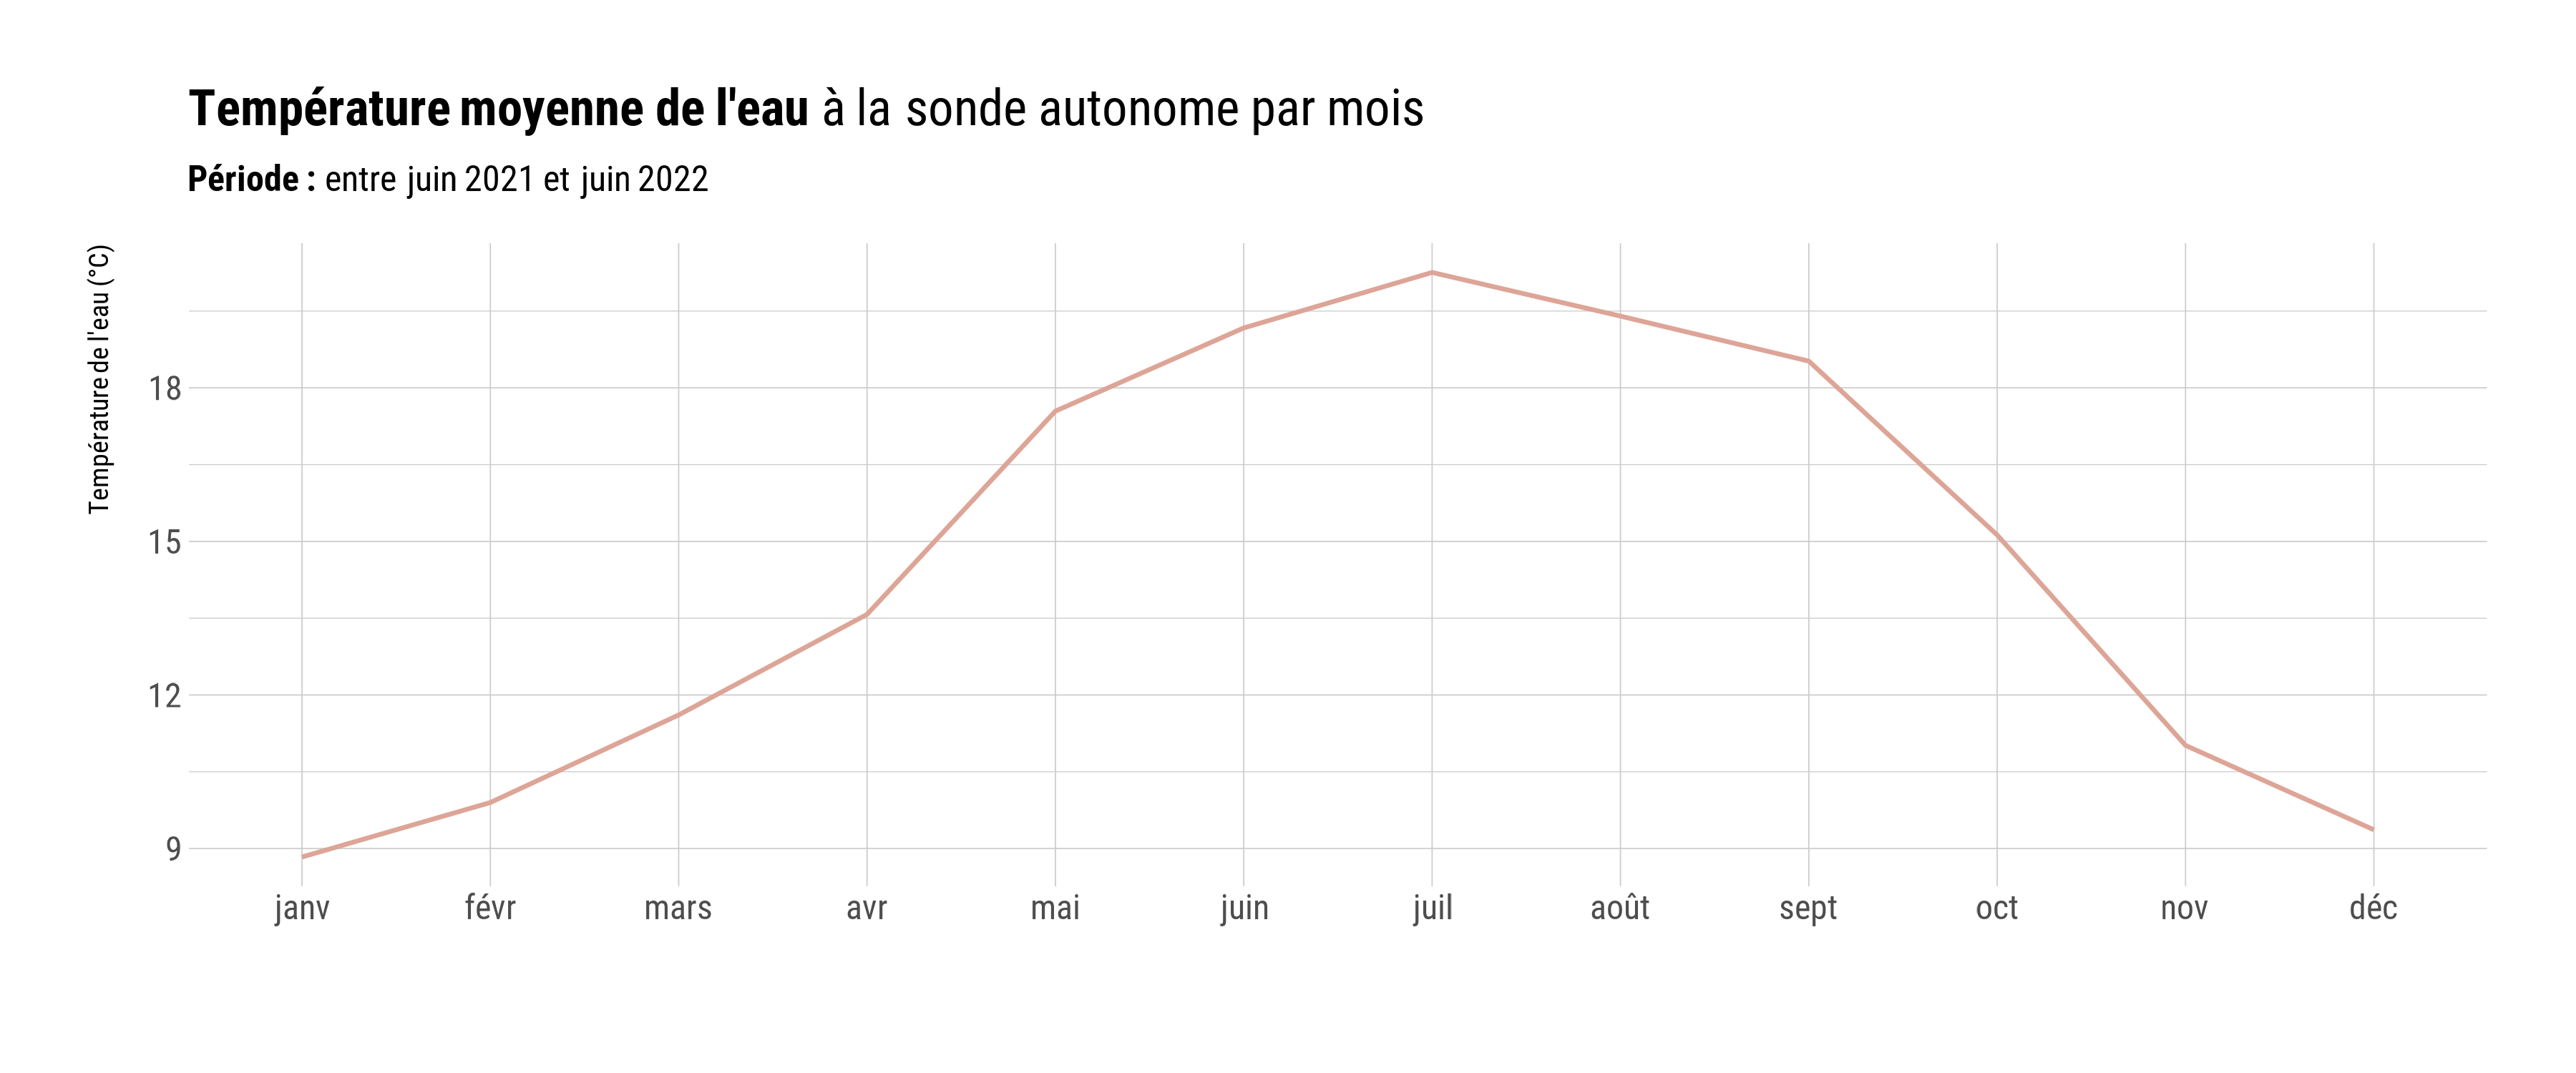 Température moyenne de l'eau à la sonde autonome par mois
Période : entre juin 2021 et juin 2022
Température de l'eau (°C)
18
15
12
9
janv févr mars avr mai juin juil août sept oct nov déc